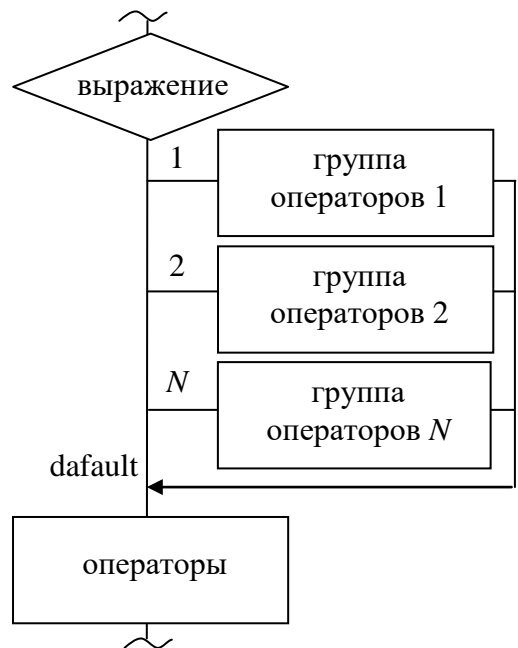 выражение
1
группа
операторов 1
2
группа
операторов 2
N
группа
операторов N
dafault
операторы